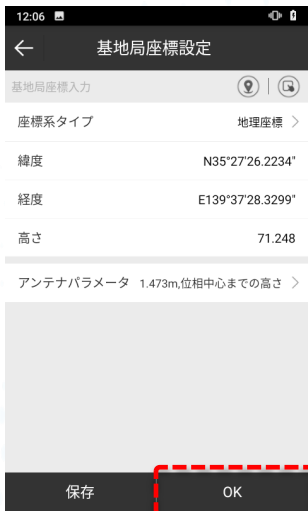 12:06
基地局座標設定
基地局座標入力
座標系タイプ 地理座標
緯度 N35°27'26.2234"
経度 E139°37'28.3299"
高さ 71.248
アンテナパラメータ 1.473m,位相中心までの高さ
保存 OK